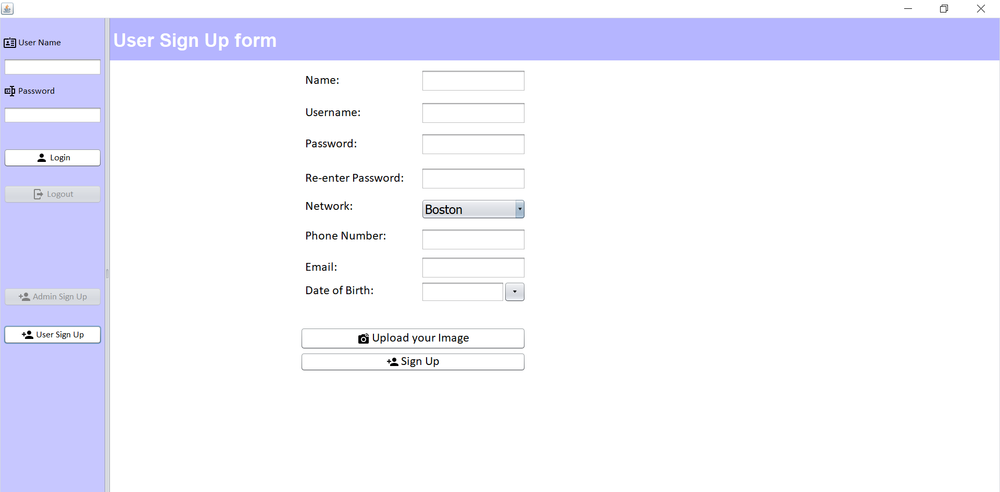 User Name
Password
Login
Logout
Admin Sign Up
User Sign Up
User Sign Up form
Name:
Username:
Password:
Re-enter Password:
Network:
Boston
Phone Number:
Email:
Date of Birth:
Upload your Image
Sign Up